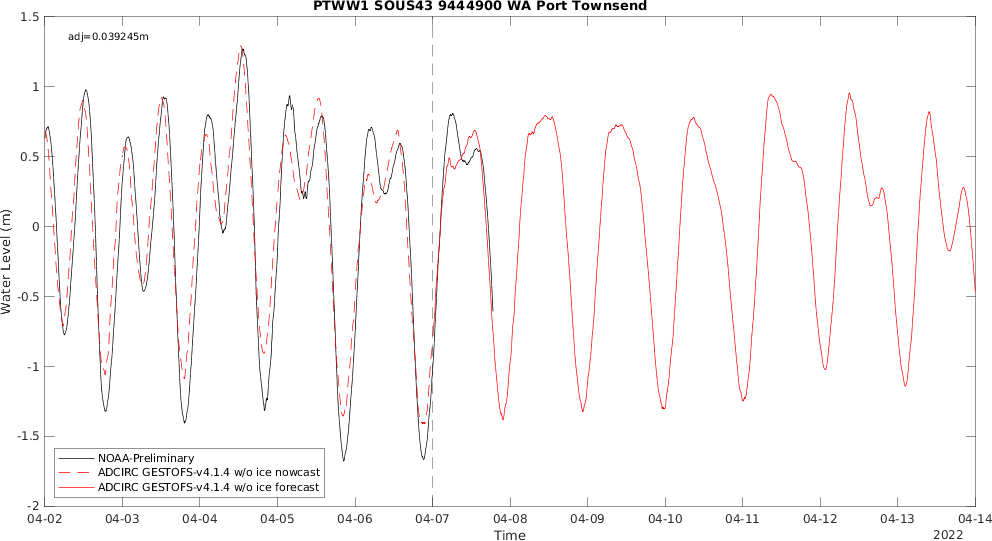 PTWW1 SOUS43 9444900 WA Port Townsend
adj=0.039245m
1.5
1
0.5
0
-0.5
-1
-1.5
-2
Water Level (m)
NOAA-Preliminary
ADCIRC GESTOFS-v4.1.4 w/o ice nowcast
ADCIRC GESTOFS-v4.1.4 w/o ice forecast
04-02 04-03 04-04 04-05 04-06 04-07 04-08 04-09 04-10 04-11 04-12 04-13 04-14
Time
2022